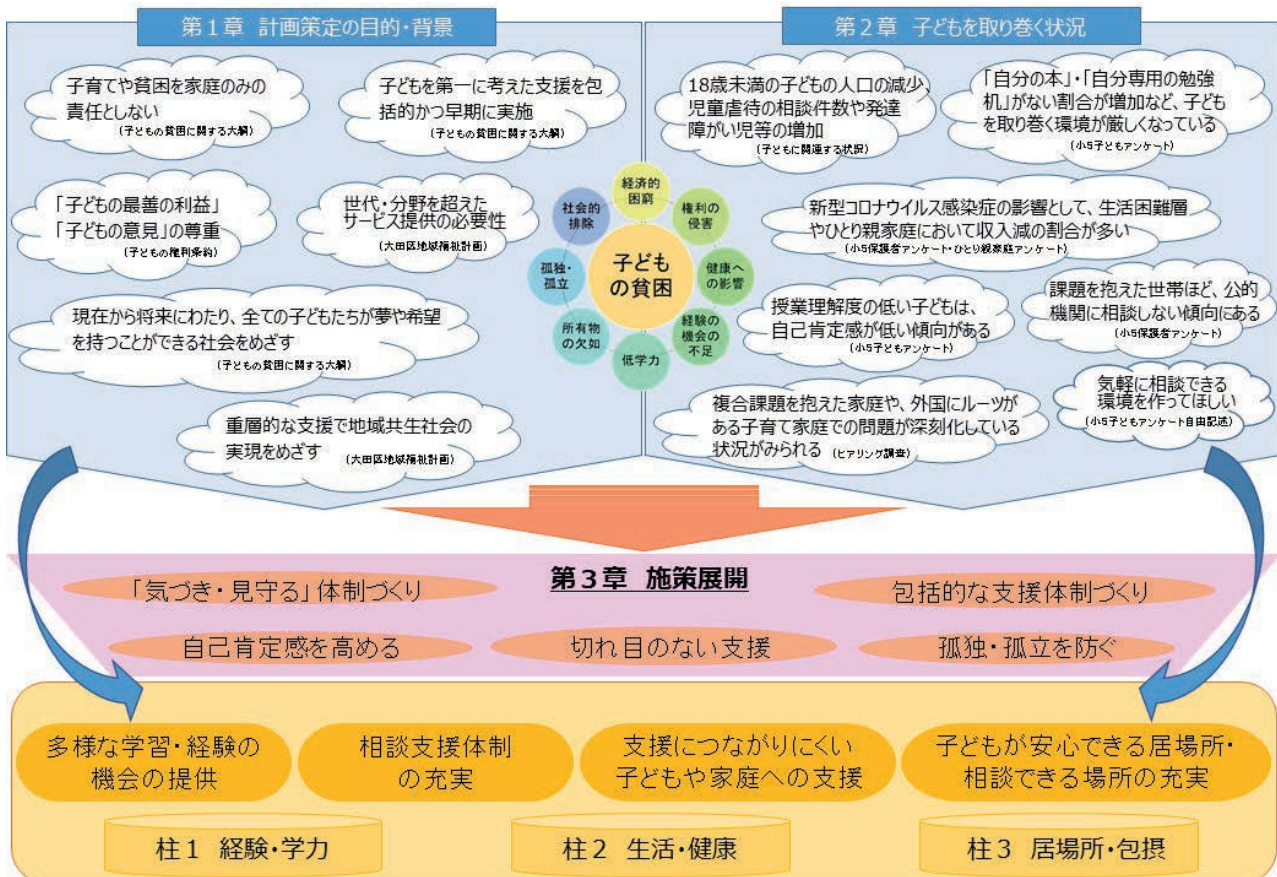 第１章 計画策定の目的・背景
子育てや貧困を家庭のみの
責任としない
(子どもの貧困に関する大綱)
子どもを第一に考えた支援を包
括的かつ早期に実施
(子どもの貧困に関する大綱)
「子どもの最善の利益」
「子どもの意見」の尊重
(子どもの権利条約)
世代・分野を超えた
サービス提供の必要性
(大田区地域福祉計画)
現在から将来にわたり、全ての子どもたちが夢や希望
を持つことができる社会をめざす
(子どもの貧困に関する大綱)
重層的な支援で地域共生社会の
実現をめざす (大田区地域福祉計画)
子ども
の貧困
経済的
困窮
権利の
侵害
健康へ
の影響
経験の
機会の
不足
低学力
所有物
の欠如
孤独・
孤立
社会的
排除
第２章 子どもを取り巻く状況
18歳未満の子どもの人口の減少、
児童虐待の相談件数や発達
障がい児等の増加
(子どもに関連する状況)
「自分の本」・「自分専用の勉強
机」がない割合が増加など、子ども
を取り巻く環境が厳しくなっている
(小5子どもアンケート)
新型コロナウイルス感染症の影響として、生活困難層
やひとり親家庭において収入減の割合が多い
(小5保護者アンケート・ひとり親家庭アンケート)
授業理解度の低い子どもは、
自己肯定感が低い傾向がある
(小5子どもアンケート)
課題を抱えた世帯ほど、公的
機関に相談しない傾向にある
(小5保護者アンケート)
複合課題を抱えた家庭や、外国にルーツが
ある子育て家庭での問題が深刻化している
状況がみられる (ヒアリング調査)
気軽に相談できる
環境を作ってほしい
(小5子どもアンケート自由記述)
第３章 施策展開
「気づき・見守る」体制づくり
包括的な支援体制づくり
自己肯定感を高める
切れ目のない支援
孤独・孤立を防ぐ
多様な学習・経験の
機会の提供
相談支援体制
の充実
支援につながりにくい
子どもや家庭への支援
子どもが安心できる居場所・
相談できる場所の充実
柱１ 経験・学力
柱２ 生活・健康
柱３ 居場所・包摂